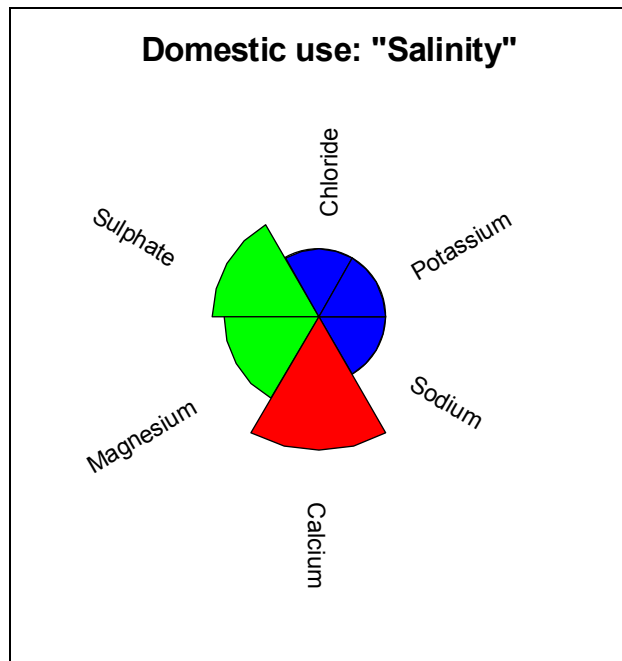 Domestic use: "Salinity"
Chloride
Sulphate
Potassium
Magnesium
Sodium
Calcium